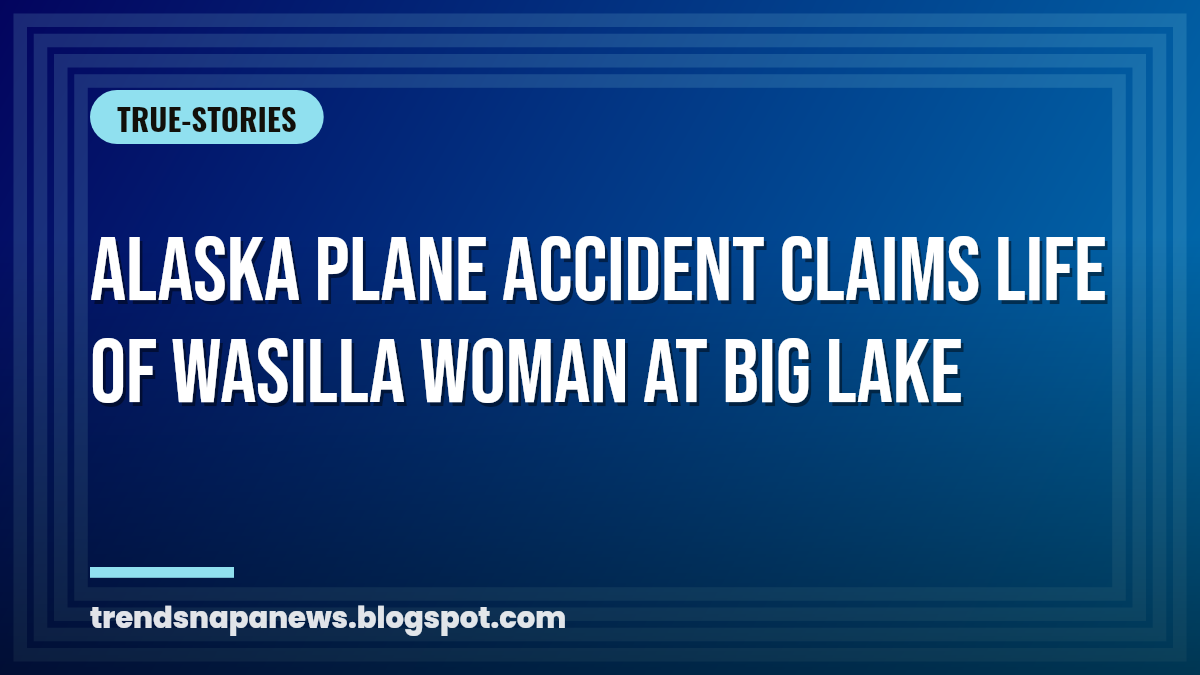 TRUE-STORIES
ALASKA PLANE ACCIDENT CLAIMS LIFE
OF WASILLA WOMAN AT BIG LAKE
trendsnapanews.blogspot.com